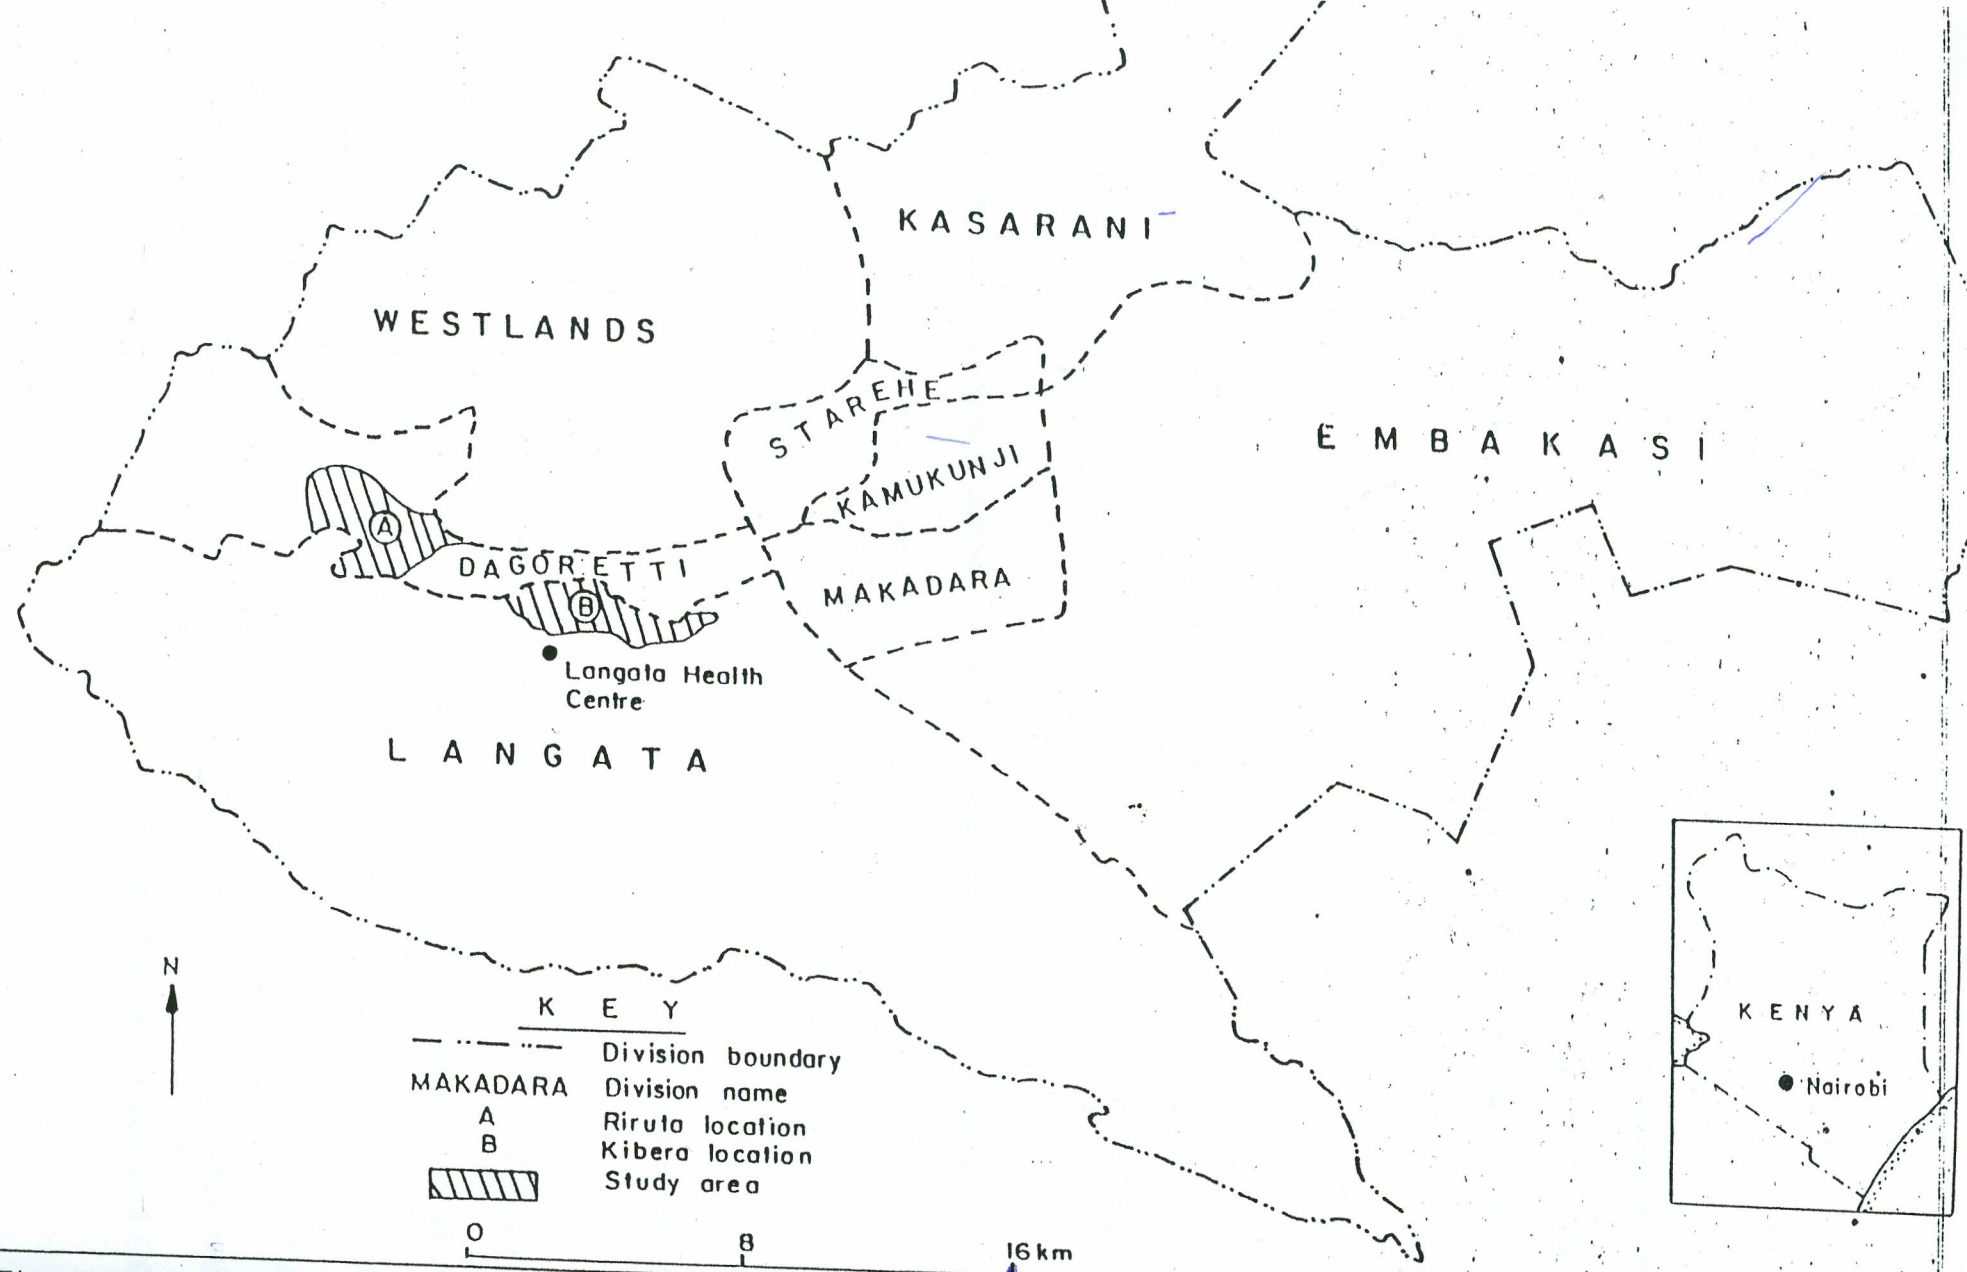 KASARANI
WESTLANDS
STAREHE
EMBAKASI
KAMUKUNJI
A
DAGORETTI
B
MAKADARA
Langata Health
Centre
LANGATA
N
KEY
Division boundary
MAKADARA Division name
A Riruta location
B Kibera location
Study area
0 8 16km
KENYA
Nairobi